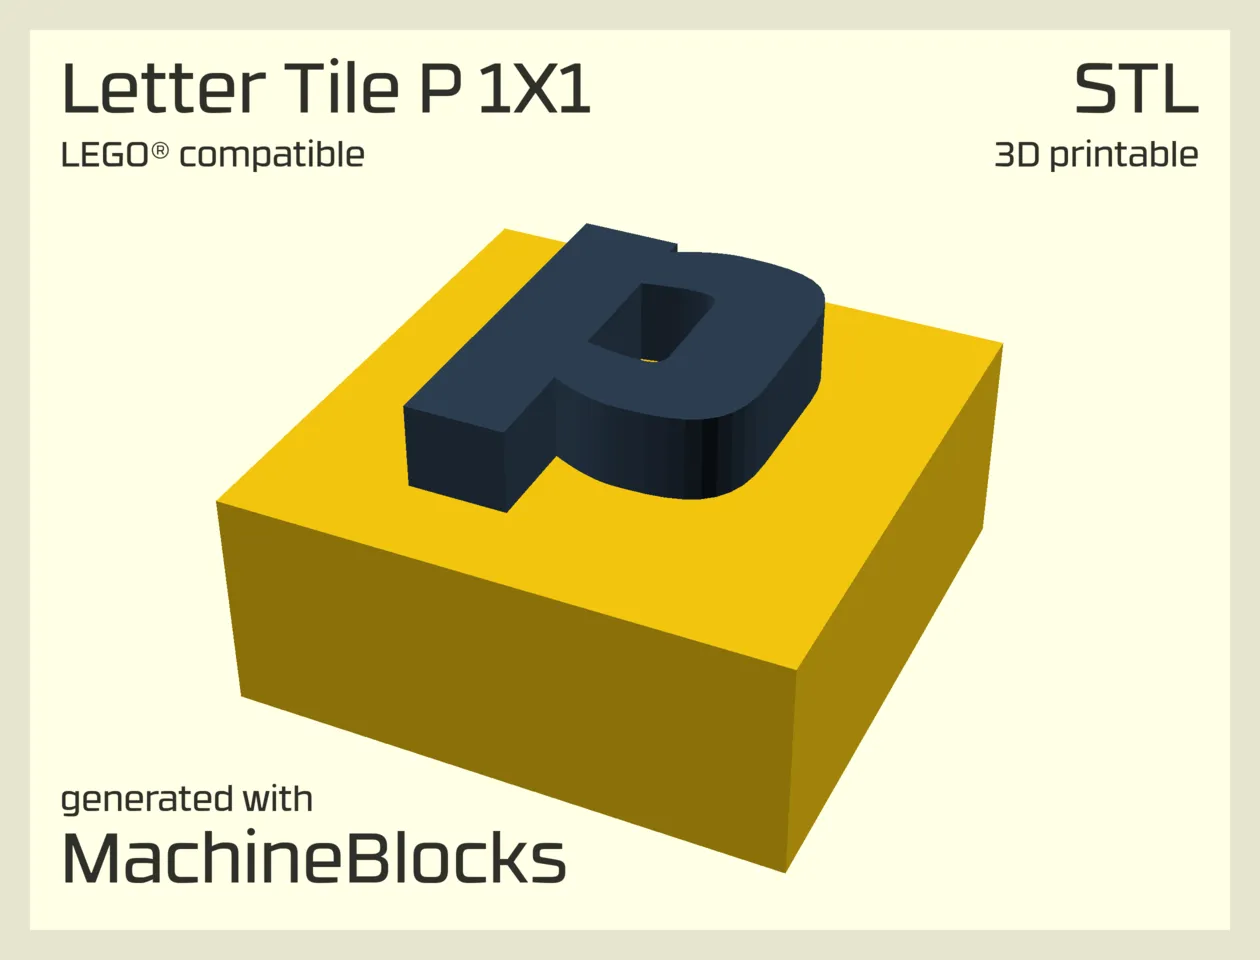 Letter Tile P 1X1
STL
LEGO® compatible
3D printable
p
generated with
MachineBlocks